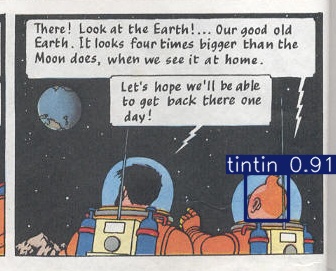 There! Look at the Earth!... Our good old
Earth. It looks four times bigger than the
Moon does, when we see it at home.
Let's hope we'll be able
to get back there one
day!
tintin 0.91